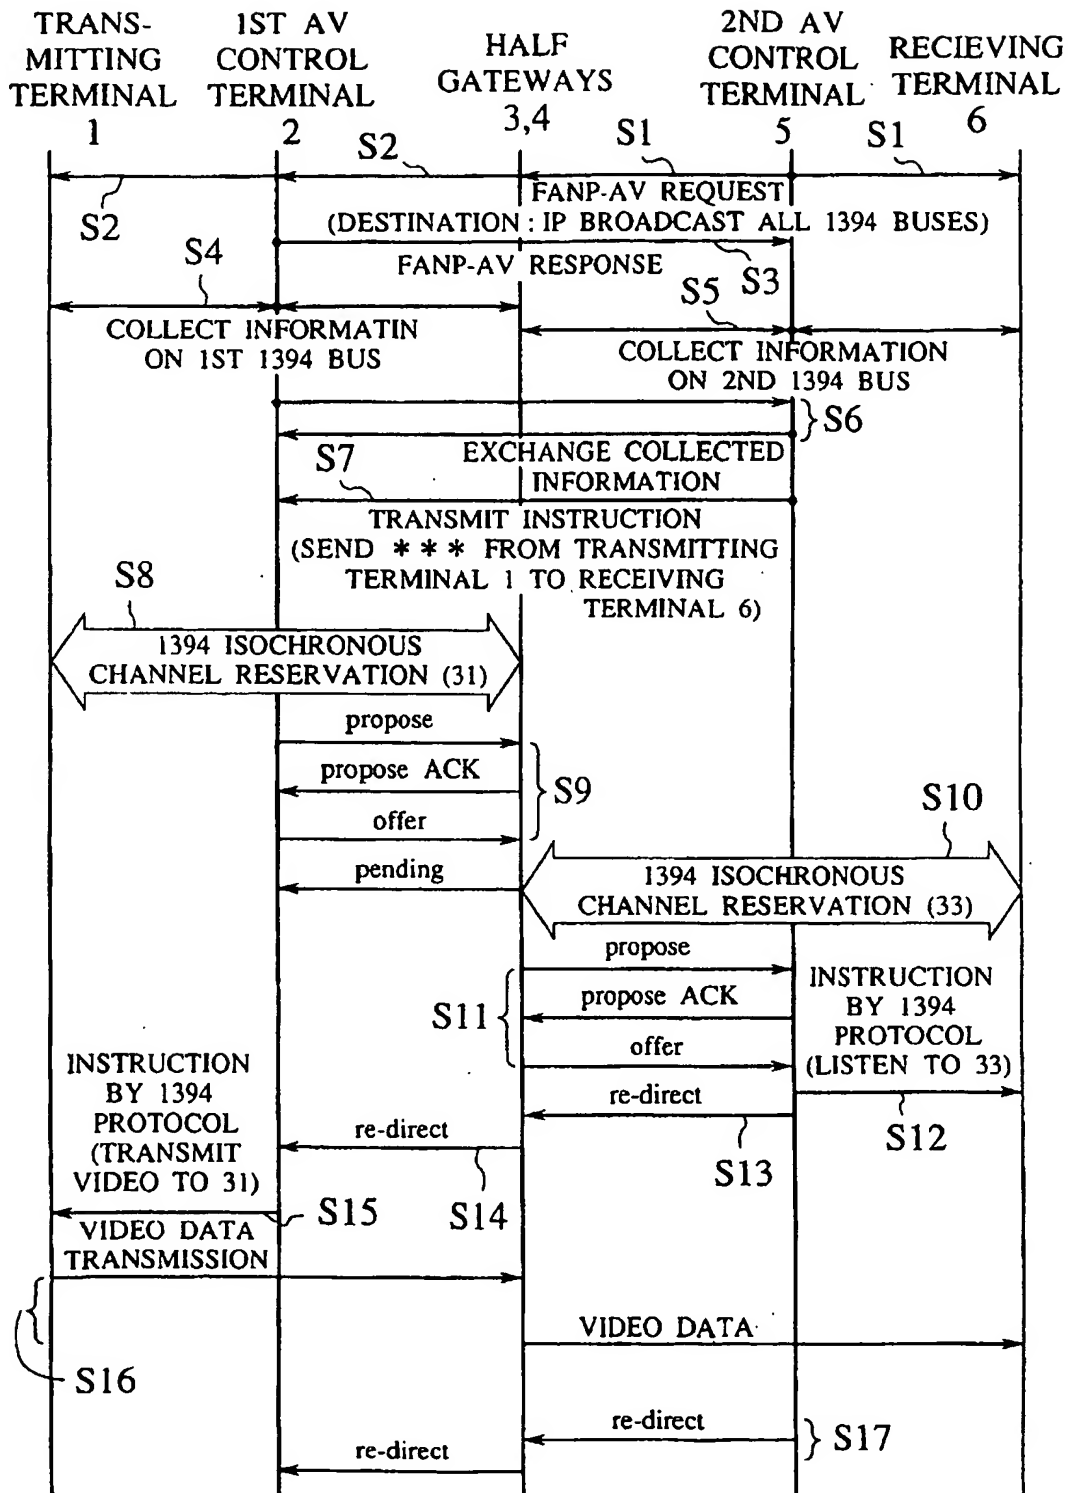 TRANS-
MITTING
TERMINAL
1
1ST AV
CONTROL
TERMINAL
2
HALF
GATEWAYS
3,4
2ND AV
CONTROL
TERMINAL
5
RECIEVING
TERMINAL
6
S2
S2
S1
S1
FANP-AV REQUEST
(DESTINATION : IP BROADCAST ALL 1394 BUSES)
S4
FANP-AV RESPONSE
S3
S5
COLLECT INFORMATIN
ON 1ST 1394 BUS
COLLECT INFORMATION
ON 2ND 1394 BUS
S6
EXCHANGE COLLECTED
INFORMATION
S7
TRANSMIT INSTRUCTION
(SEND * * * FROM TRANSMITTING
TERMINAL 1 TO RECEIVING
TERMINAL 6)
S8
1394 ISOCHRONOUS
CHANNEL RESERVATION (31)
propose
propose ACK
S9
offer
S10
pending
1394 ISOCHRONOUS
CHANNEL RESERVATION (33)
propose
S11
propose ACK
offer
INSTRUCTION
BY 1394
PROTOCOL
(LISTEN TO 33)
S12
re-direct
S13
re-direct
S14
INSTRUCTION
BY 1394
PROTOCOL
(TRANSMIT
VIDEO TO 31)
S15
VIDEO DATA
TRANSMISSION
VIDEO DATA
S16
re-direct
S17
re-direct